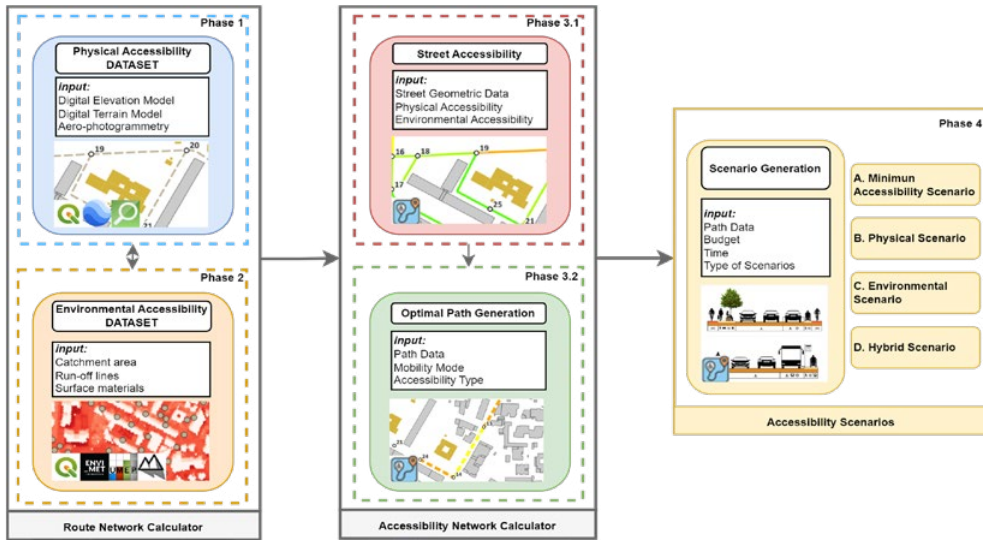 Phase 1
Physical Accessibility
DATASET
input:
Digital Elevation Model
Digital Terrain Model
Aero-photogrammetry
19
20
21
Phase 2
Environmental Accessibility
DATASET
input:
Catchment area
Run-off lines
Surface materials
ENVI
MET
UMEP
Route Network Calculator
Phase 3.1
Street Accessibility
input:
Street Geometric Data
Physical Accessibility
Environmental Accessibility
16
18
19
17
25
21
Phase 3.2
Optimal Path Generation
input:
Path Data
Mobility Mode
Accessibility Type
Accessibility Network Calculator
Phase 4
Scenario Generation
input:
Path Data
Budget
Time
Type of Scenarios
A. Minimun
Accessibility Scenario
B. Physical Scenario
C. Environmental
Scenario
D. Hybrid Scenario
Accessibility Scenarios